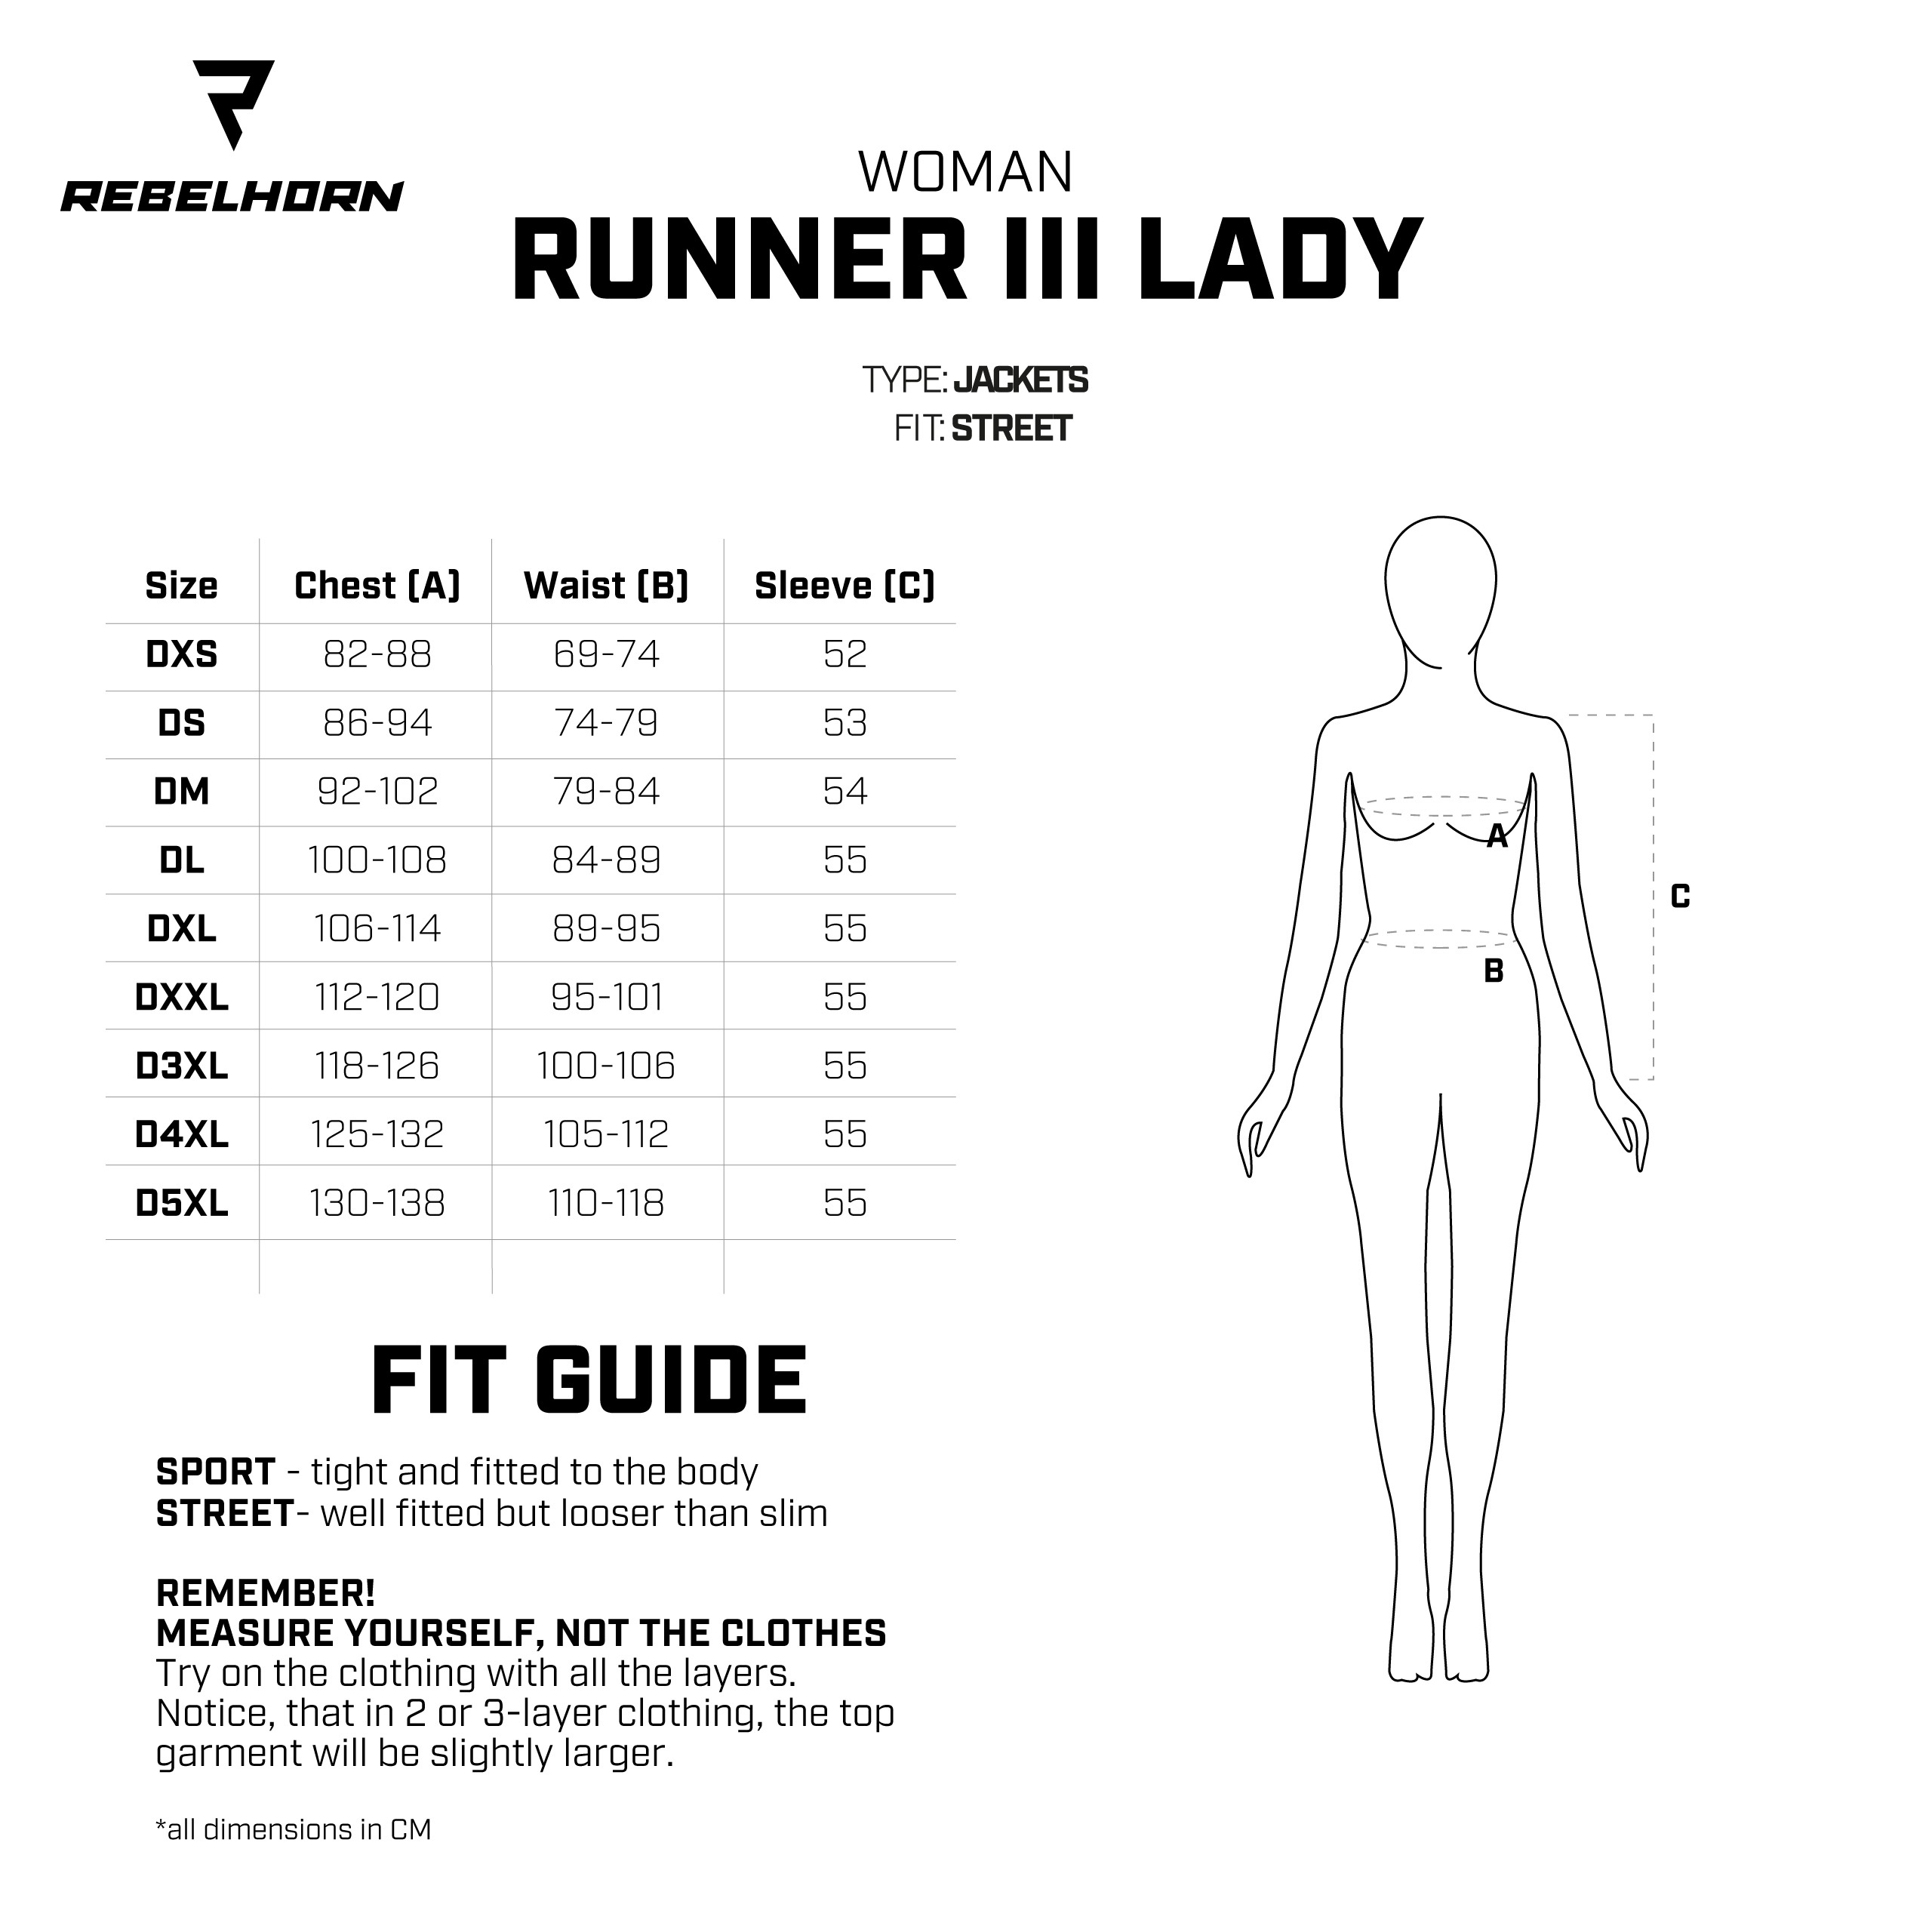 REBELHORN
WOMAN
RUNNER III LADY
TYPE: JACKETS
FIT: STREET
Size Chest (A) Waist (B) Sleeve (C)
DXS 82-88 69-74 52
DS 86-94 74-79 53
DM 92-102 79-84 54
DL 100-108 84-89 55
DXL 106-114 89-95 55
DXXL 112-120 95-101 55
D3XL 118-126 100-106 55
D4XL 125-132 105-112 55
D5XL 130-138 110-118 55
A
C
B
FIT GUIDE
SPORT - tight and fitted to the body
STREET- well fitted but looser than slim
REMEMBER!
MEASURE YOURSELF, NOT THE CLOTHES
Try on the clothing with all the layers.
Notice, that in 2 or 3-layer clothing, the top
garment will be slightly larger.
*all dimensions in CM